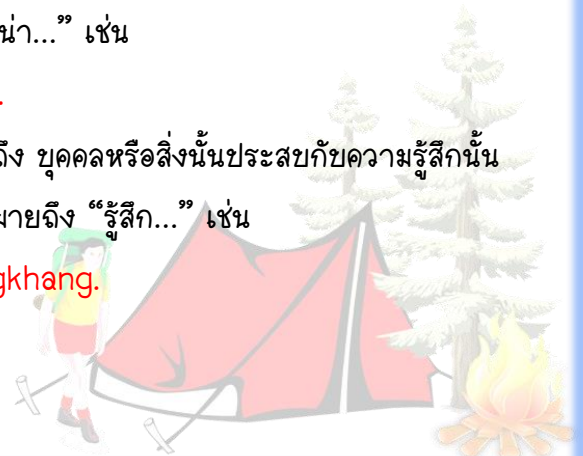 น่า...” เช่น
.
ถึง บุคคลหรือสิ่งนั้นประสบกับความรู้สึกนั้น
มายถึง “รู้สึก...” เช่น
gkhang.